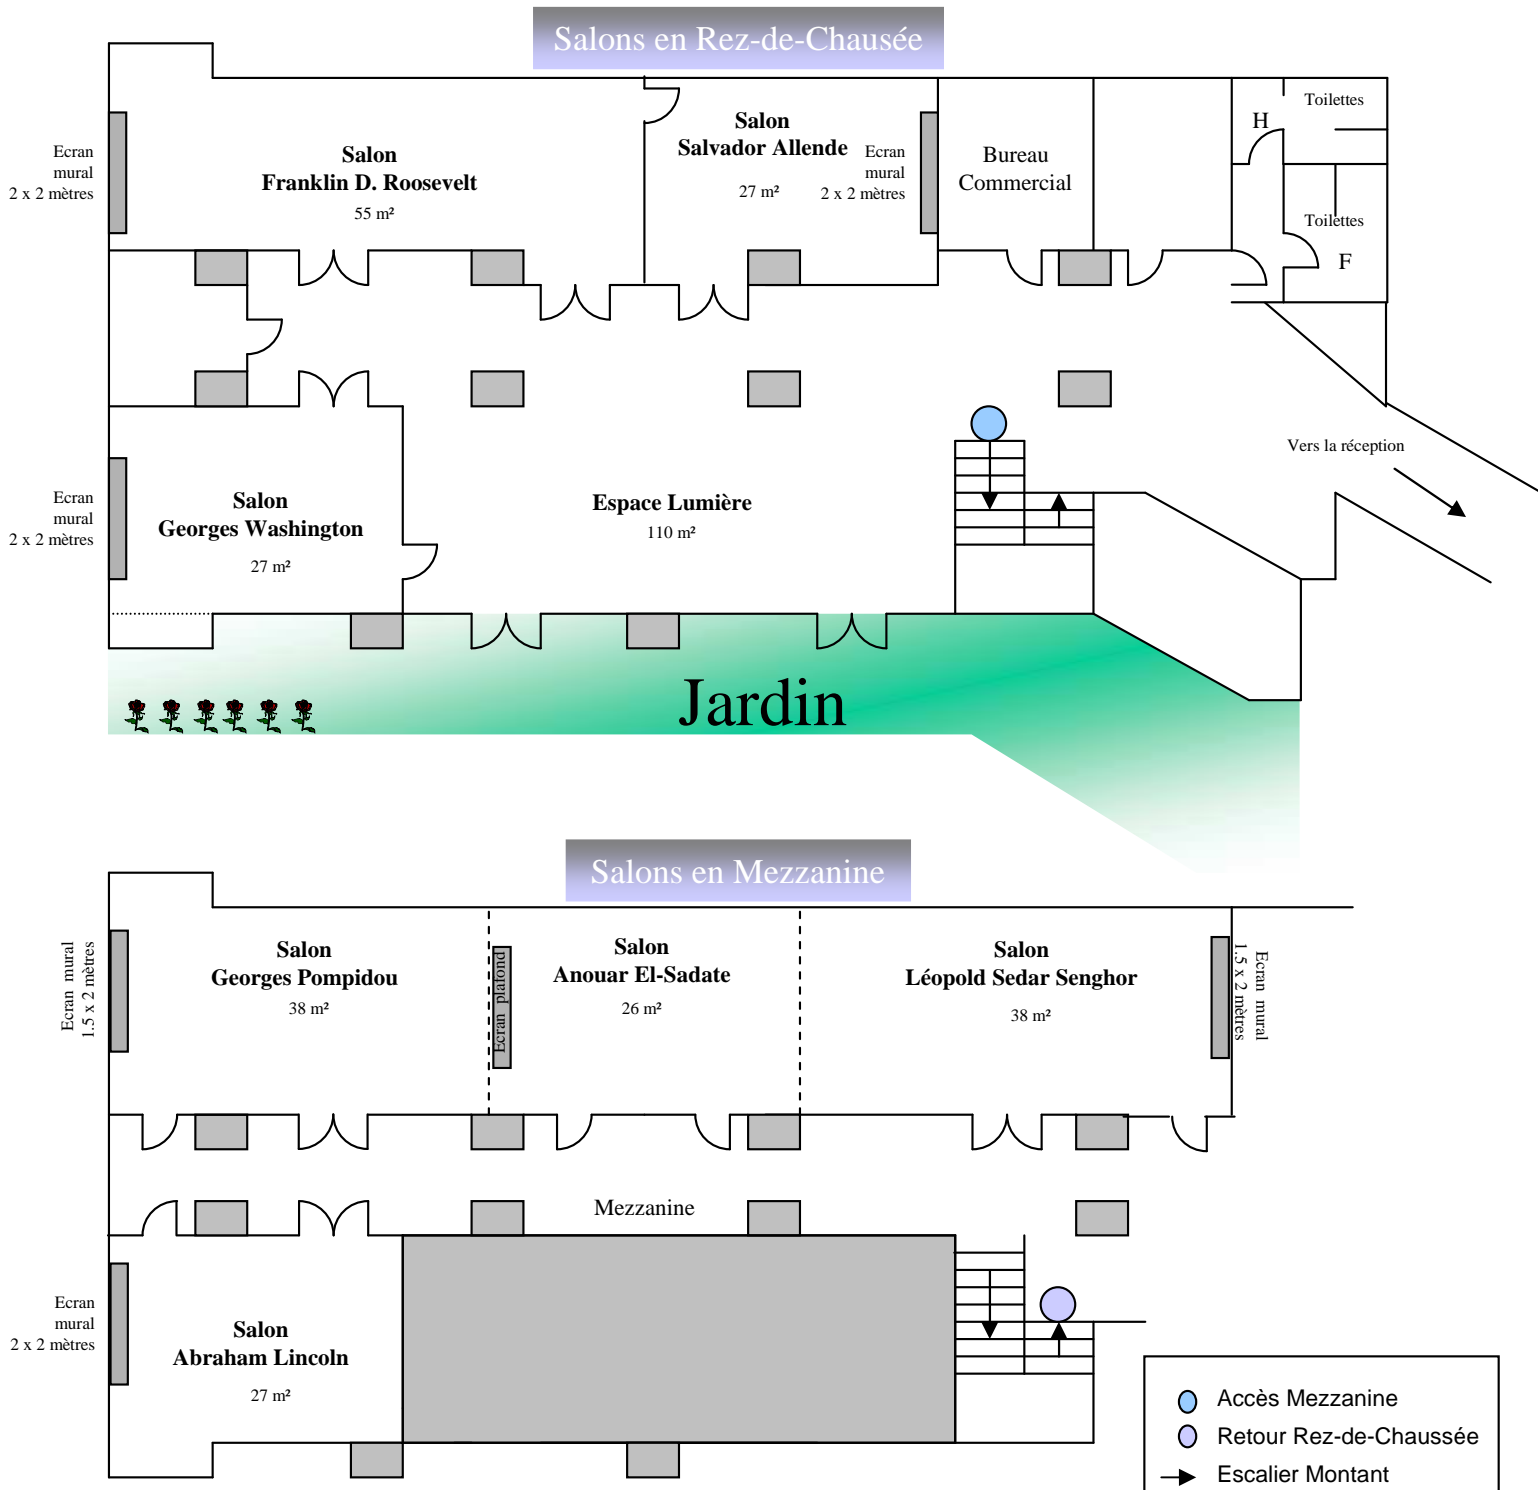 Salons en Rez-de-Chausée
Toilettes
H
Salon
Franklin D. Roosevelt
55 m²
Ecran
mural
2 x 2 mètres
Salon
Salvador Allende
27 m²
Ecran
mural
2 x 2 mètres
Bureau
Commercial
Toilettes
F
Vers la réception
Ecran
mural
2 x 2 mètres
Salon
Georges Washington
27 m²
Espace Lumière
110 m²
Jardin
Salons en Mezzanine
Ecran mural
1.5 x 2 mètres
Salon
Georges Pompidou
38 m²
Ecran plafond
Salon
Anouar El-Sadate
26 m²
Salon
Léopold Sedar Senghor
38 m²
Ecran mural
1.5 x 2 mètres
Mezzanine
Ecran
mural
2 x 2 mètres
Salon
Abraham Lincoln
27 m²
Accès Mezzanine
Retour Rez-de-Chaussée
Escalier Montant